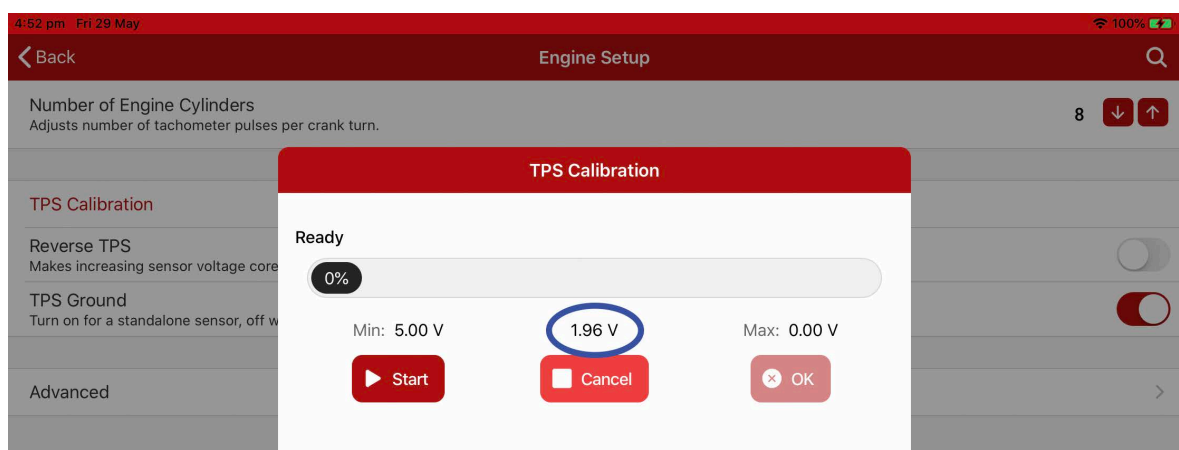 4:52 pm Fri 29 May
100%
Back
Engine Setup
Number of Engine Cylinders
Adjusts number of tachometer pulses per crank turn.
8
TPS Calibration
TPS Calibration
Reverse TPS
Makes increasing sensor voltage core
TPS Ground
Turn on for a standalone sensor, off w
Advanced
Ready
0%
Min: 5.00 V
1.96 V
Max: 0.00 V
Start
Cancel
OK